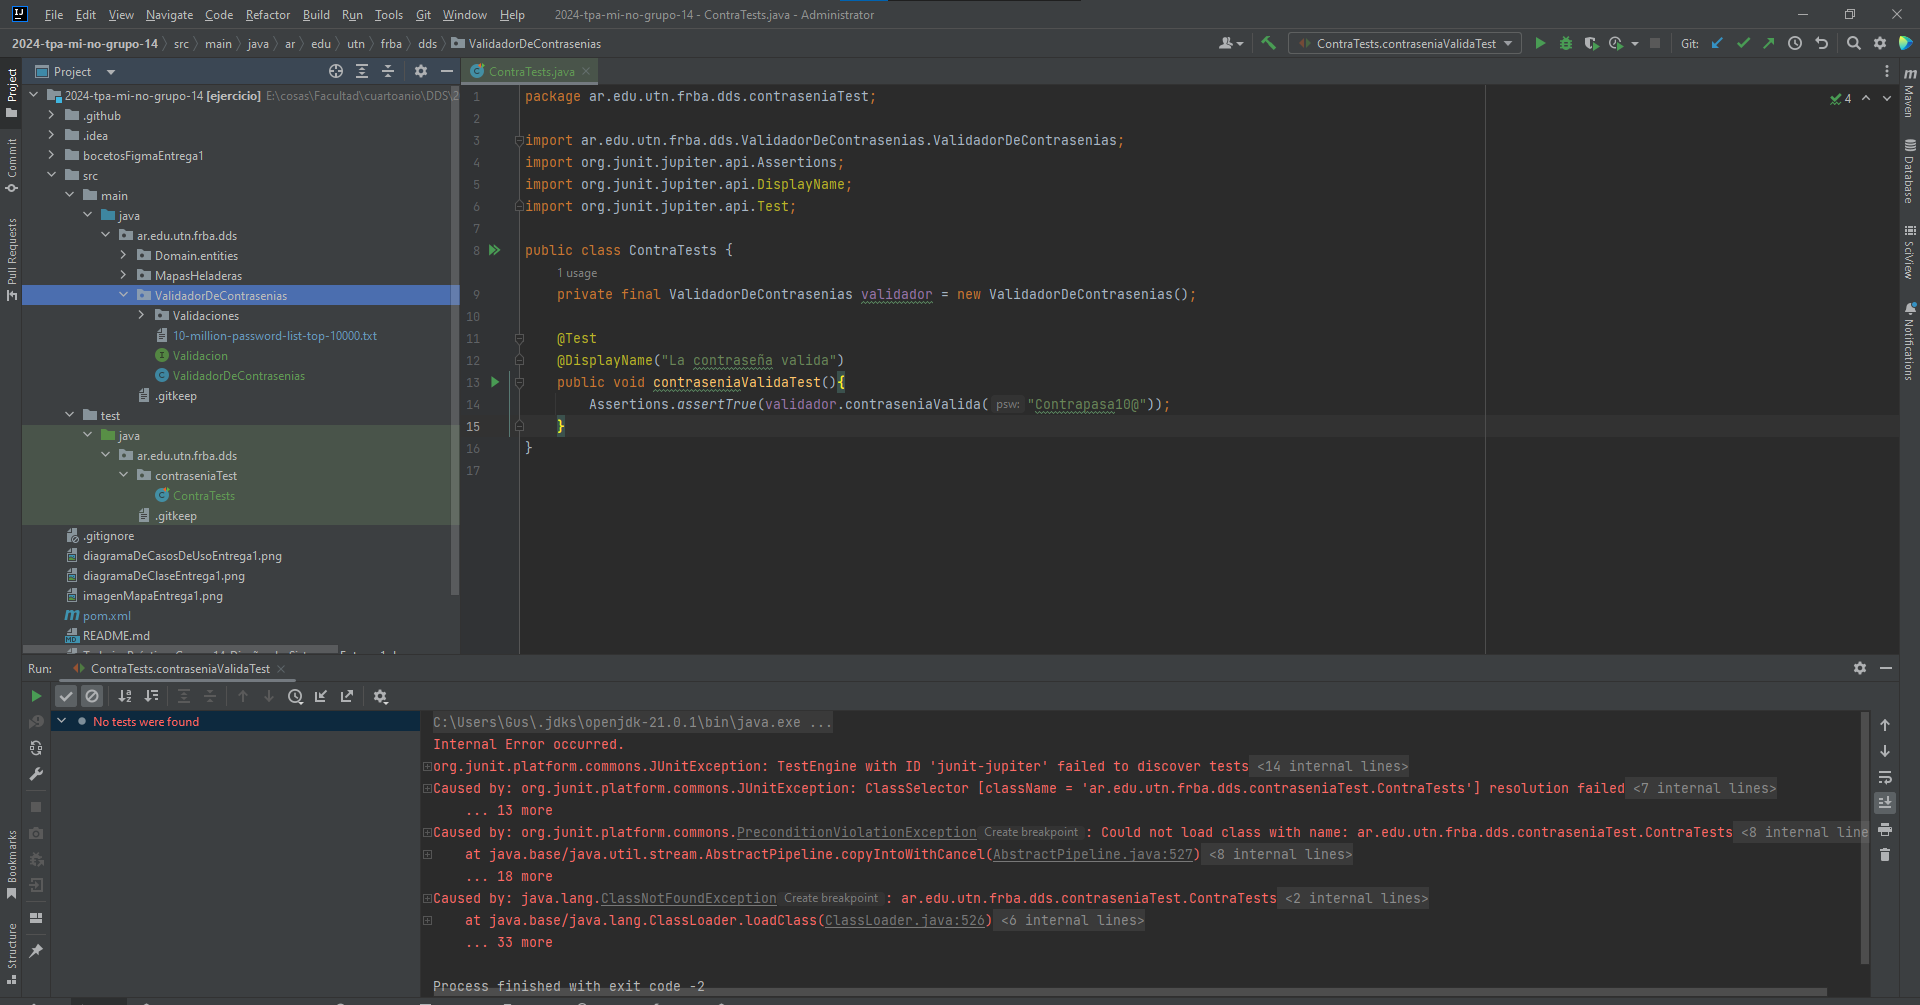 File Edit View Navigate Code Refactor Build Run Tools Git Window Help 2024-tpa-mi-no-grupo-14 - ContraTests.java - Administrator
2024-tpa-mi-no-grupo-14 src main java ar edu utn frba dds ValidadorDeContrasenias ContraTests.contraseniaValidaTest Git:
Project
ContraTests.java
2024-tpa-mi-no-grupo-14 [ejercicio] E:\cosas\Facultad\cuartoanio\DDS\2
.github
.idea
bocetosFigmaEntrega1
src
main
java
ar.edu.utn.frba.dds
Domain.entities
MapasHeladeras
ValidadorDeContrasenias
Validaciones
10-million-password-list-top-10000.txt
Validacion
ValidadorDeContrasenias
.gitkeep
test
java
ar.edu.utn.frba.dds
contraseniaTest
ContraTests
.gitkeep
.gitignore
diagramaDeCasosDeUsoEntrega1.png
diagramaDeClaseEntrega1.png
imagenMapaEntrega1.png
pom.xml
README.md
Project
Commit
Pull Requests
Bookmarks
Structure
1 package ar.edu.utn.frba.dds.contraseniaTest;
2
3 import ar.edu.utn.frba.dds.ValidadorDeContrasenias.ValidadorDeContrasenias;
4 import org.junit.jupiter.api.Assertions;
5 import org.junit.jupiter.api.DisplayName;
6 import org.junit.jupiter.api.Test;
7
8 public class ContraTests {
1 usage
9 private final ValidadorDeContrasenias validador = new ValidadorDeContrasenias();
10
11 @Test
12 @DisplayName("La contraseña valida")
13 public void contraseniaValidaTest(){
14 Assertions.assertTrue(validador.contraseniaValida( psw: "Contrapasa10@"));
15 }
16 }
17
4
Maven
Database
SciView
Notifications
Run: ContraTests.contraseniaValidaTest
No tests were found
C:\Users\Gus\.jdks\openjdk-21.0.1\bin\java.exe ...
Internal Error occurred.
org.junit.platform.commons.JUnitException: TestEngine with ID 'junit-jupiter' failed to discover tests <14 internal lines>
Caused by: org.junit.platform.commons.JUnitException: ClassSelector [className = 'ar.edu.utn.frba.dds.contraseniaTest.ContraTests'] resolution failed <7 internal lines>
... 13 more
Caused by: org.junit.platform.commons.PreconditionViolationException Create breakpoint : Could not load class with name: ar.edu.utn.frba.dds.contraseniaTest.ContraTests <8 internal line
at java.base/java.util.stream.AbstractPipeline.copyIntoWithCancel(AbstractPipeline.java:527) <8 internal lines>
... 18 more
Caused by: java.lang.ClassNotFoundException Create breakpoint : ar.edu.utn.frba.dds.contraseniaTest.ContraTests <2 internal lines>
at java.base/java.lang.ClassLoader.loadClass(ClassLoader.java:526) <6 internal lines>
... 33 more
Process finished with exit code -2